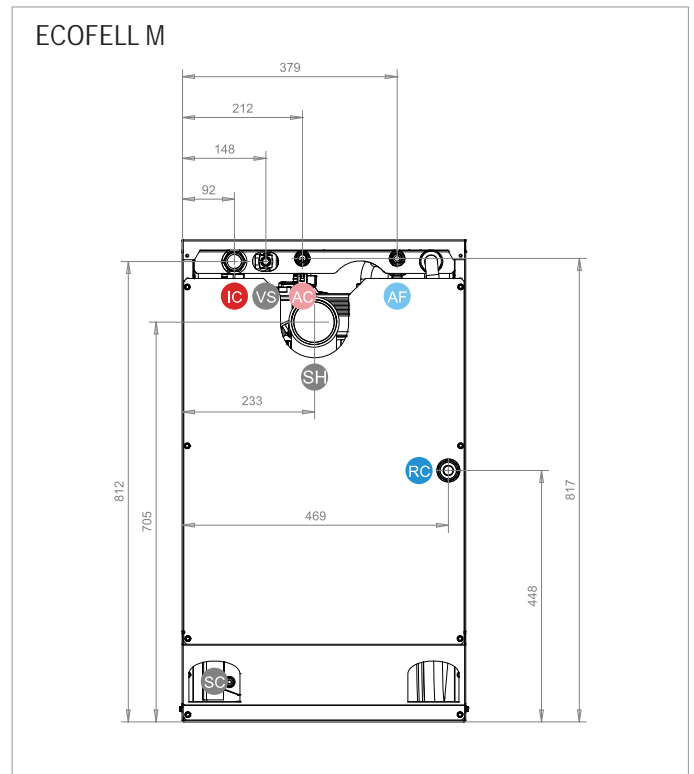 ECOFELL M
379
212
148
92
IC
VS
AC
AF
SH
233
RC
812
705
469
448
817
SC